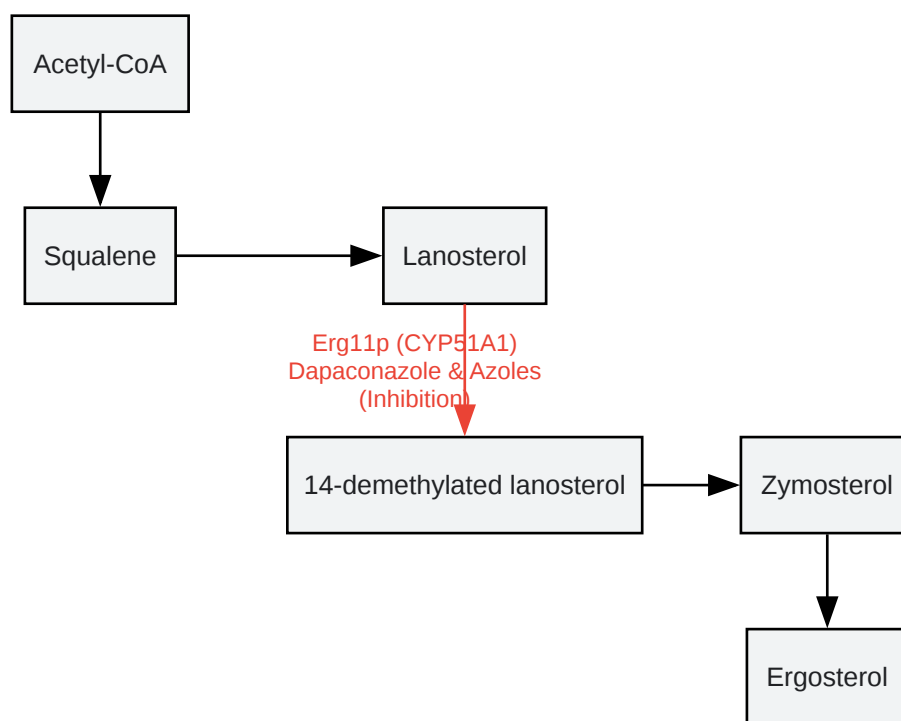 Acetyl-CoA
Squalene
Lanosterol
Erg11p (CYP51A1)
Dapaconazole & Azoles
(Inhibition)
14-demethylated lanosterol
Zymosterol
Ergosterol